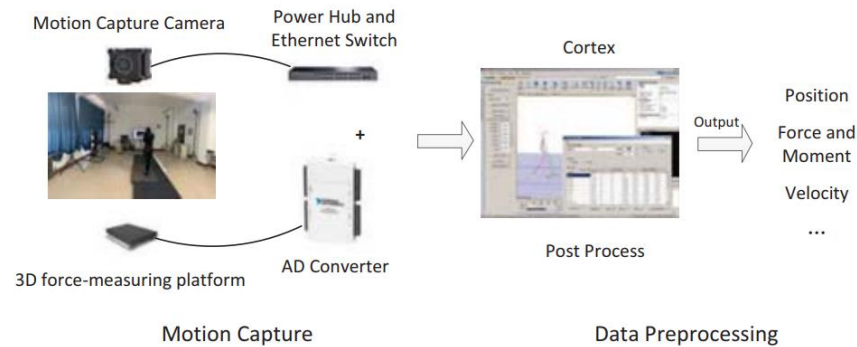 Motion Capture Camera
Power Hub and
Ethernet Switch
Cortex
+
Output
Position
Force and
Moment
Velocity
...
3D force-measuring platform
AD Converter
Post Process
Motion Capture
Data Preprocessing